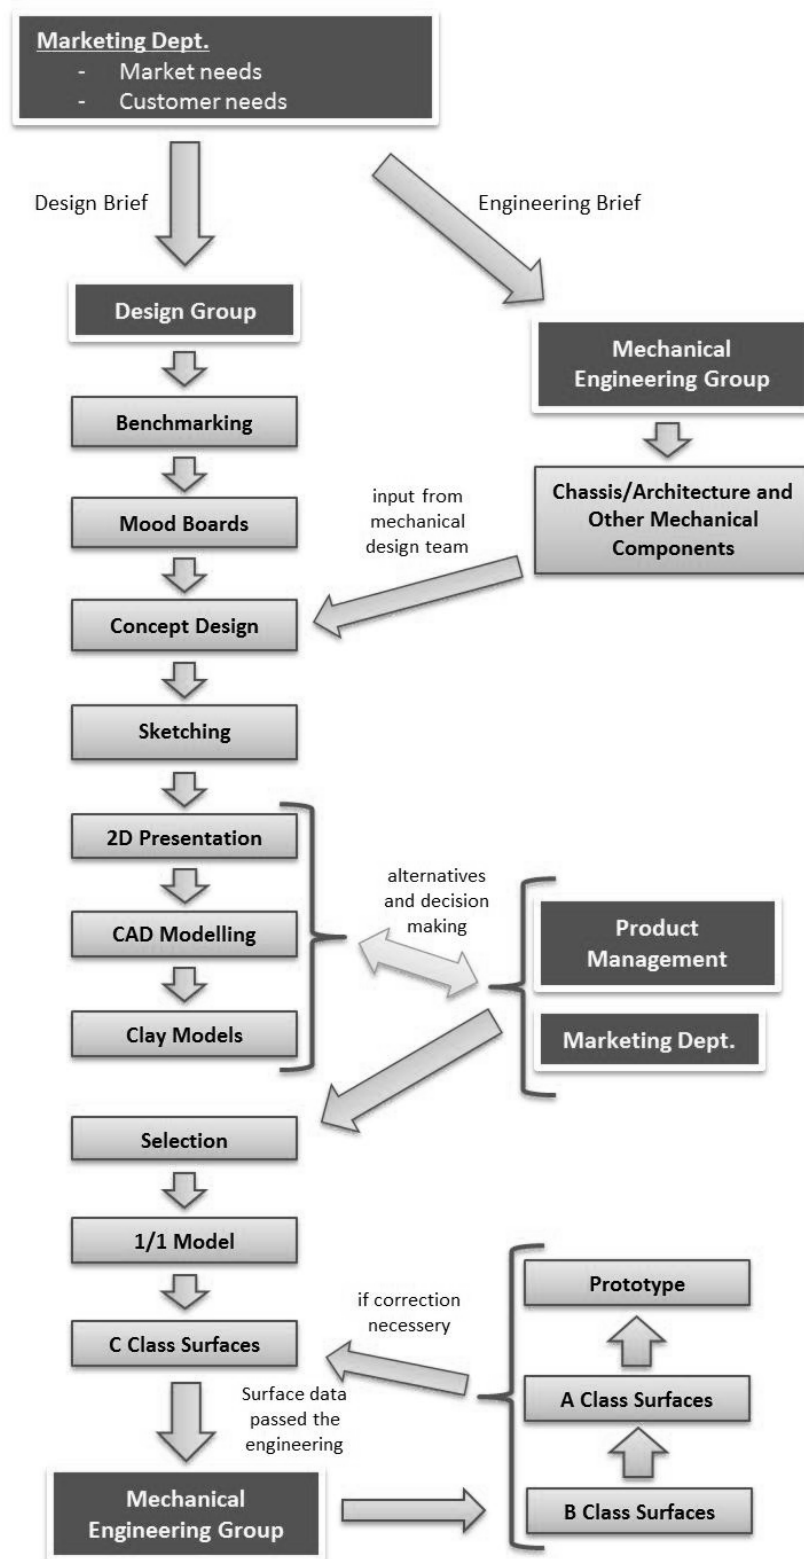 Marketing Dept.
- Market needs
- Customer needs
Design Brief
Engineering Brief
Design Group
Mechanical
Engineering Group
Benchmarking
Chassis/Architecture and
Other Mechanical
Components
input from
mechanical
design team
Mood Boards
Concept Design
Sketching
2D Presentation
CAD Modelling
Clay Models
alternatives
and decision
making
Product
Management
Marketing Dept.
Selection
1/1 Model
C Class Surfaces
if correction
necessery
Prototype
A Class Surfaces
B Class Surfaces
Surface data
passed the
engineering
Mechanical
Engineering Group